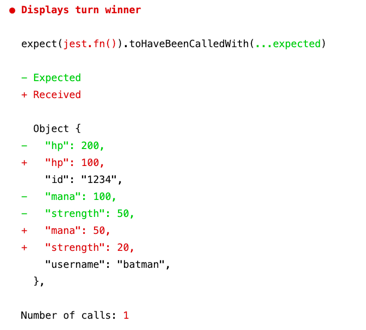 ● Displays turn winner
expect(jest.fn()).toHaveBeenCalledWith(...expected)
- Expected
+ Received
Object {
- "hp": 200,
+ "hp": 100,
"id": "1234",
- "mana": 100,
- "strength": 50,
+ "mana": 50,
+ "strength": 20,
"username": "batman",
},
Number of calls: 1